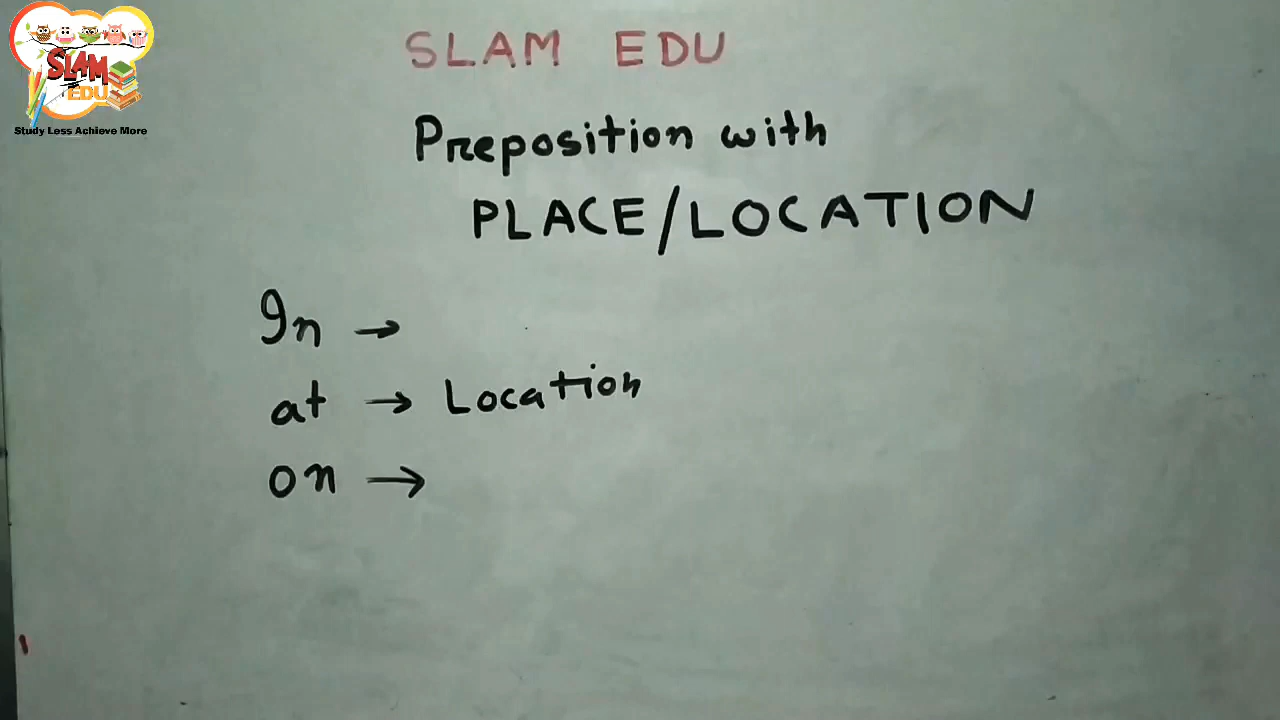 SLAM
EDU
Study Less Achieve More
SLAM EDU
Preposition with
PLACE/LOCATION
In →
at → Location
on →